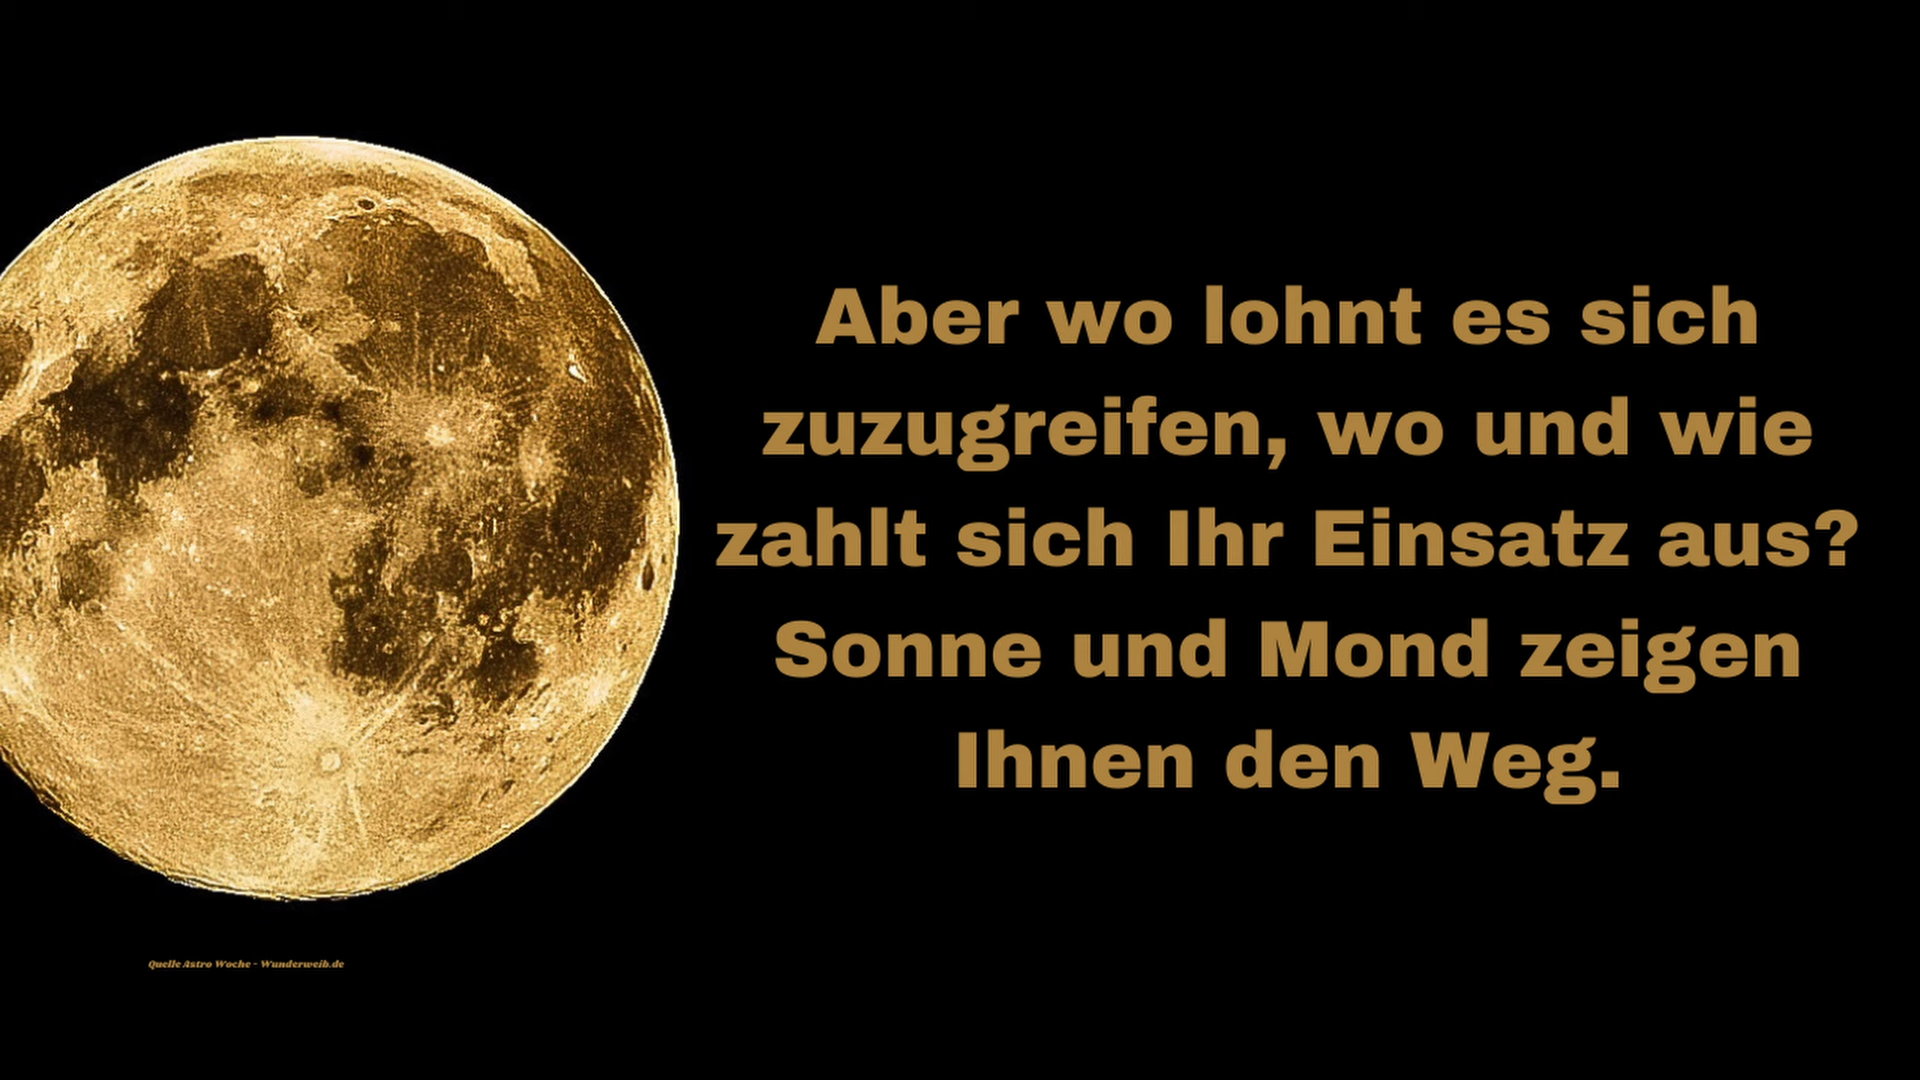 Aber wo lohnt es sich
zuzugreifen, wo und wie
zahlt sich Ihr Einsatz aus?
Sonne und Mond zeigen
Ihnen den Weg.
Quelle Astro Woche - Wunderweib.de